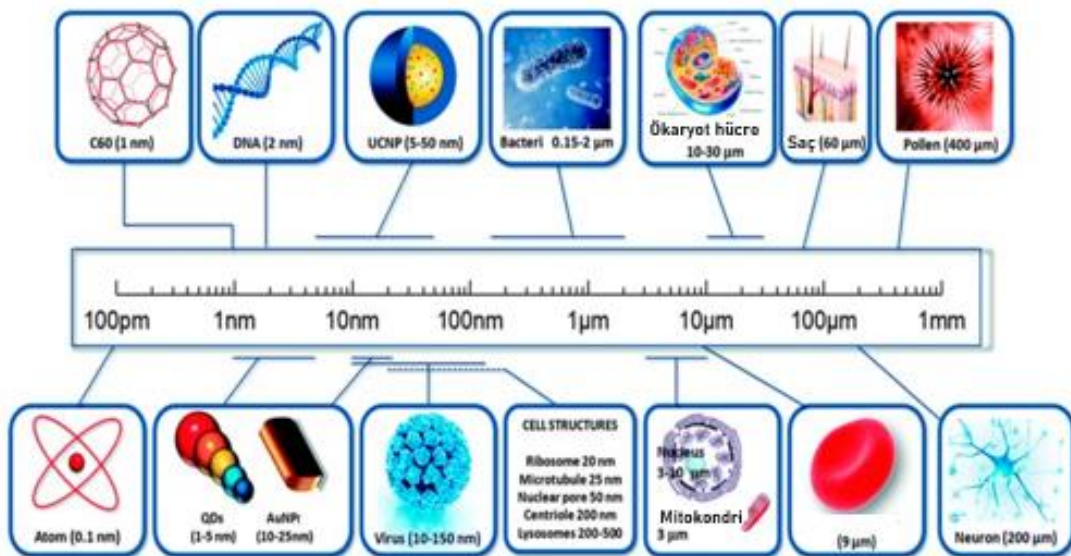 C60 (1 nm)
DNA (2 nm)
UCNP (5-50 nm)
Bacteri 0.15-2 µm
Ökaryot hücre
10-30 µm
Saç (60 µm)
Pollen (400 µm)
100pm 1nm 10nm 100nm 1µm 10µm 100µm 1mm
Atom (0.1 nm)
QDs
(1-5 nm)
AuNPı
(10-25nm)
Virus (10-150 nm)
CELL STRUCTURES
Ribosome 20 nm
Microtubule 25 nm
Nuclear pore 50 nm
Centriole 200 nm
Lysosomes 200-500
Nucleus
3-10 µm
Mitokondri
3 µm
(9 µm)
Neuron (200 µm)